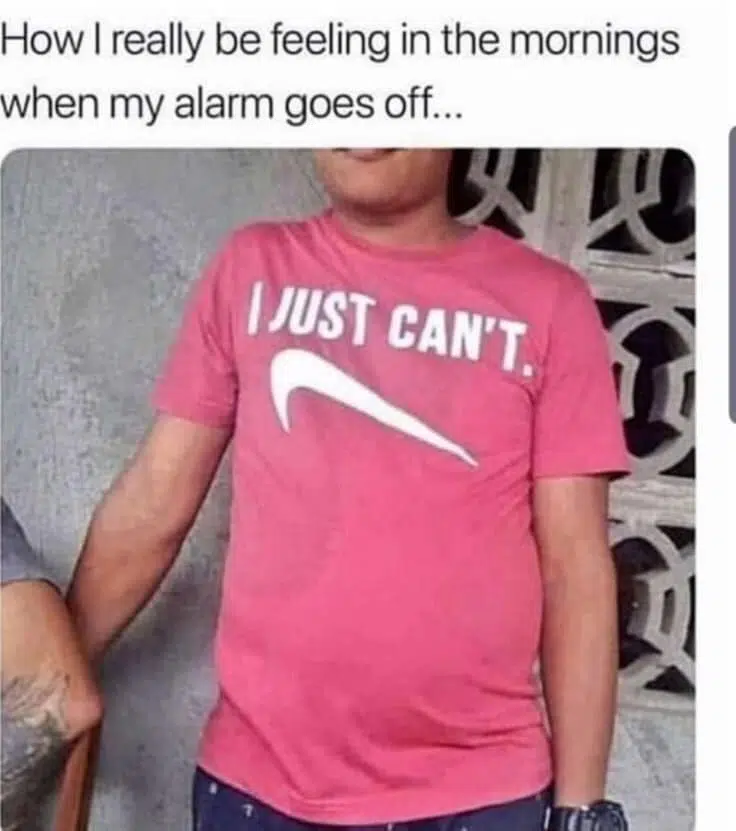 How I really be feeling in the mornings
when my alarm goes off...
I JUST CAN'T.